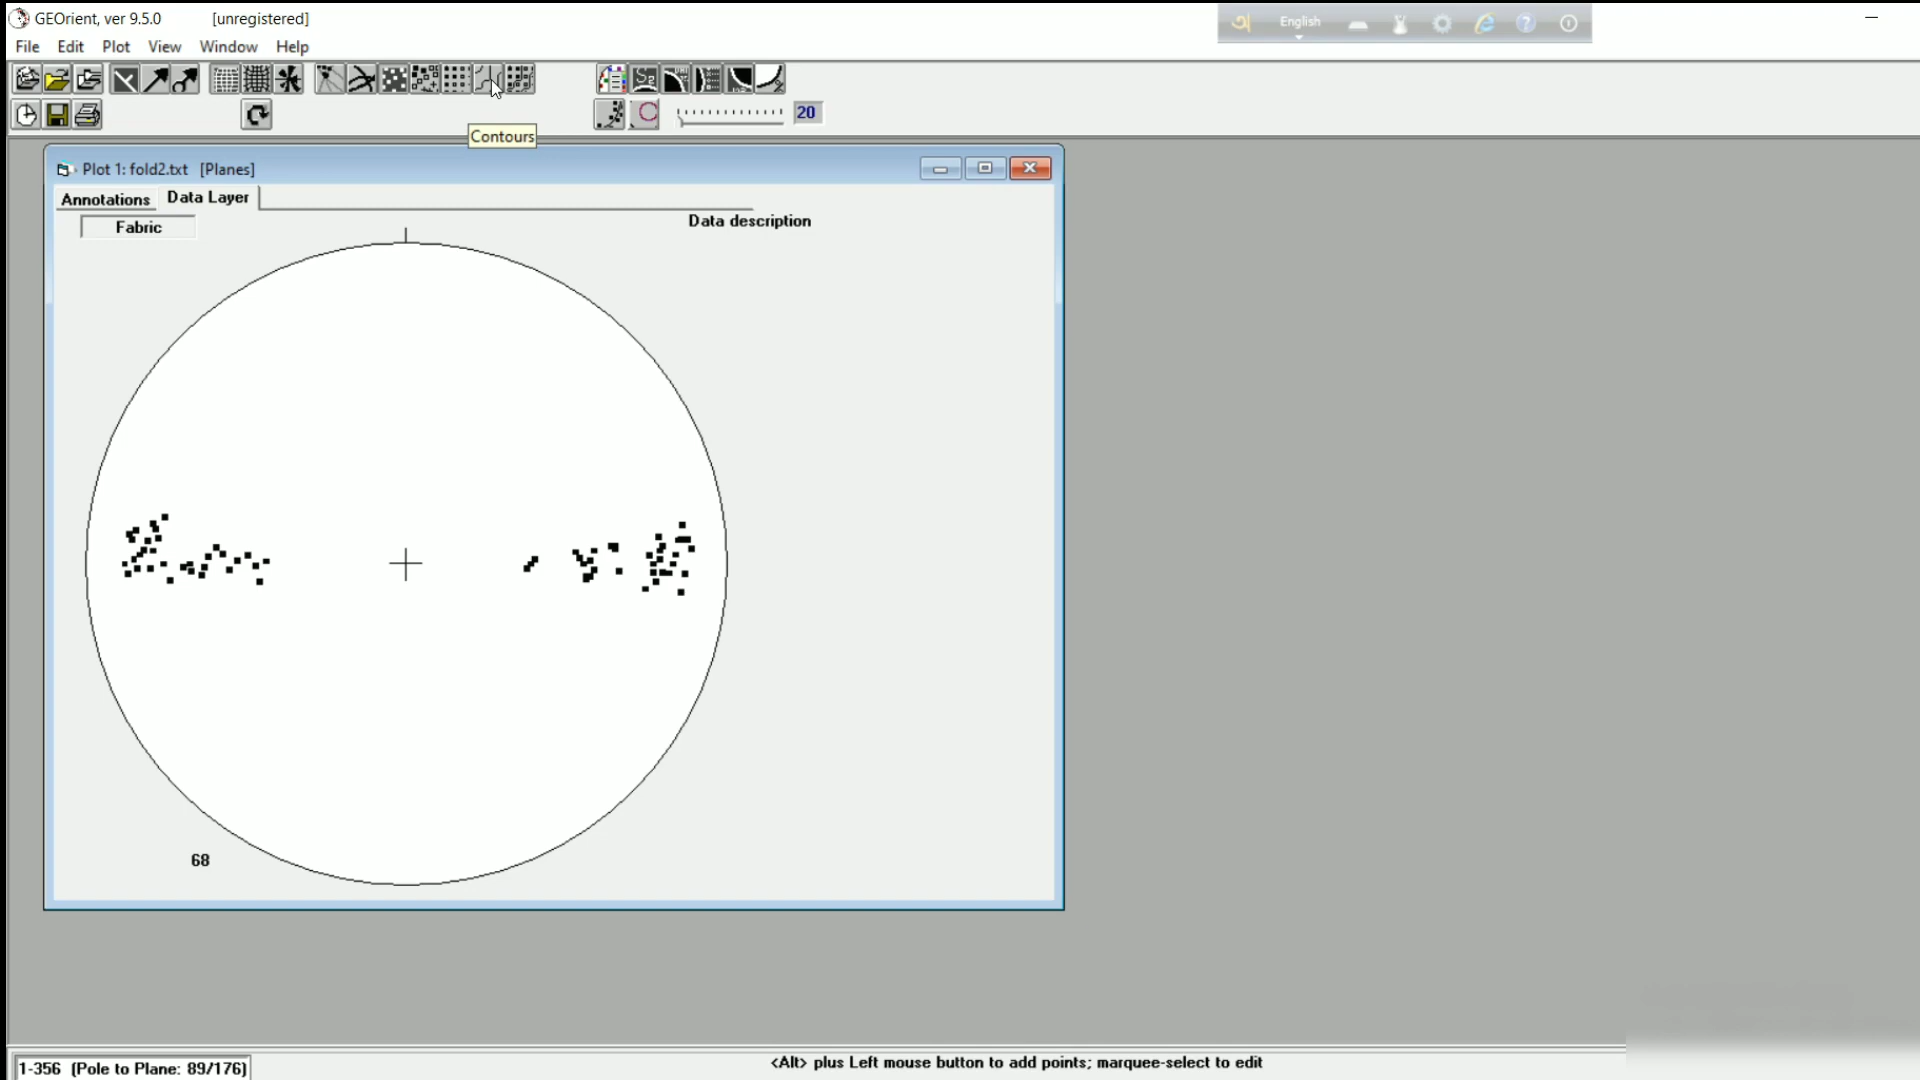 GEOrient, ver 9.5.0 [unregistered]
English
File Edit Plot View Window Help
S2
20
Contours
Plot 1: fold2.txt [Planes]
Annotations Data Layer
Fabric
Data description
68
1-356 (Pole to Plane: 89/176)
<Alt> plus Left mouse button to add points; marquee-select to edit